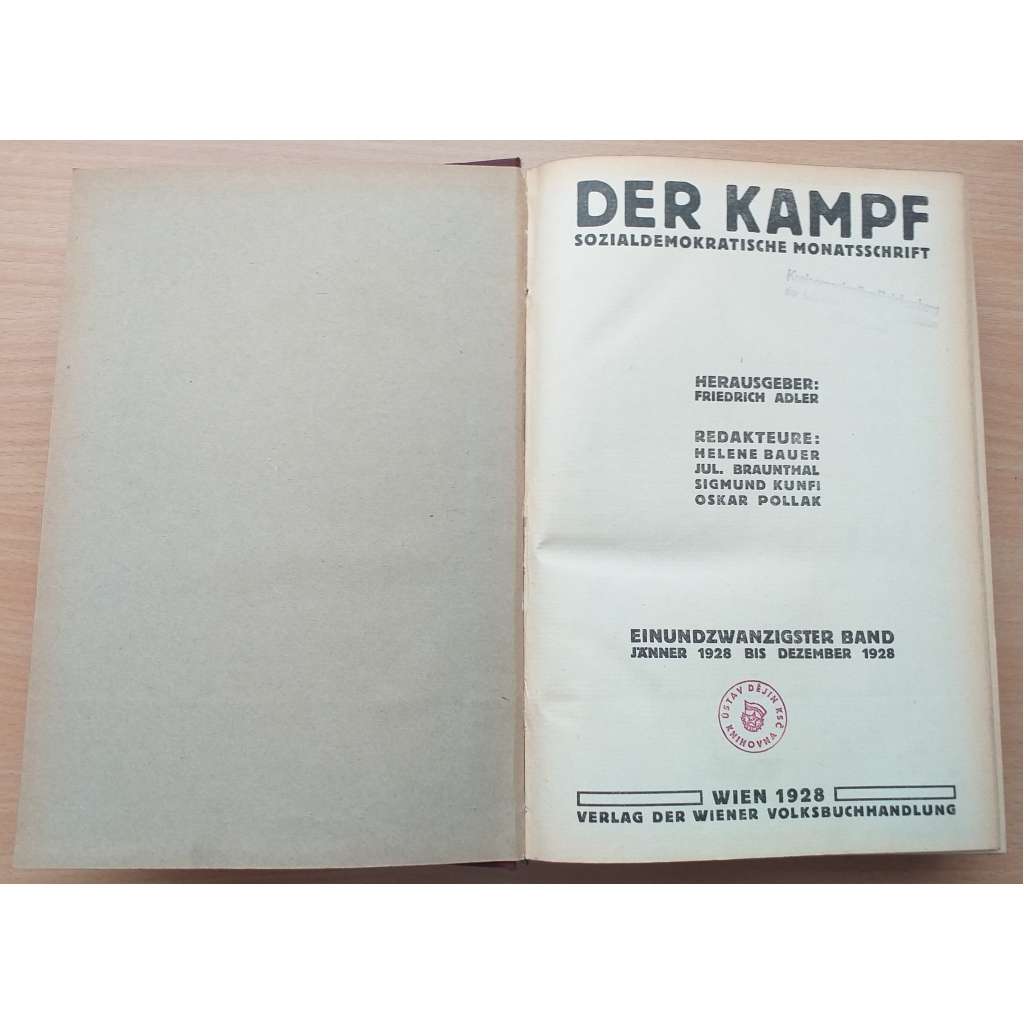 DER KAMPF
SOZIALDEMOKRATISCHE MONATSSCHRIFT
HERAUSGEBER:
FRIEDRICH ADLER
REDAKTEURE:
HELENE BAUER
JUL. BRAUNTHAL
SIGMUND KUNFI
OSKAR POLLAK
EINUNDZWANZIGSTER BAND
JÄNNER 1928 BIS DEZEMBER 1928
ÚSTAV DĚJIN KSČ
KNIHOVNA
WIEN 1928
VERLAG DER WIENER VOLKSBUCHHANDLUNG